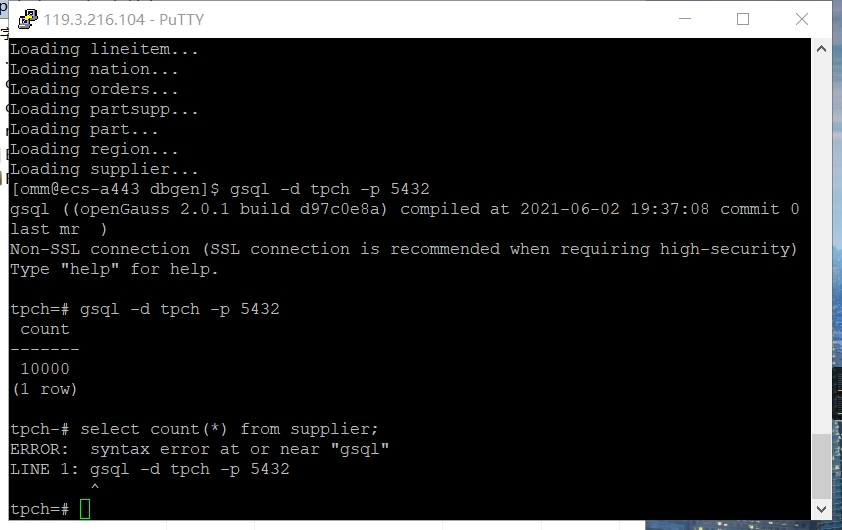 119.3.216.104 - PuTTY
Loading lineitem...
Loading nation...
Loading orders...
Loading partsupp...
Loading part...
Loading region...
Loading supplier...
[omm@ecs-a443 dbgen]$ gsql -d tpch -p 5432
gsql ((openGauss 2.0.1 build d97c0e8a) compiled at 2021-06-02 19:37:08 commit 0
last mr  )
Non-SSL connection (SSL connection is recommended when requiring high-security)
Type "help" for help.
tpch=# gsql -d tpch -p 5432
 count
-------
 10000
(1 row)
tpch-# select count(*) from supplier;
ERROR:  syntax error at or near "gsql"
LINE 1: gsql -d tpch -p 5432
        ^
tpch=#